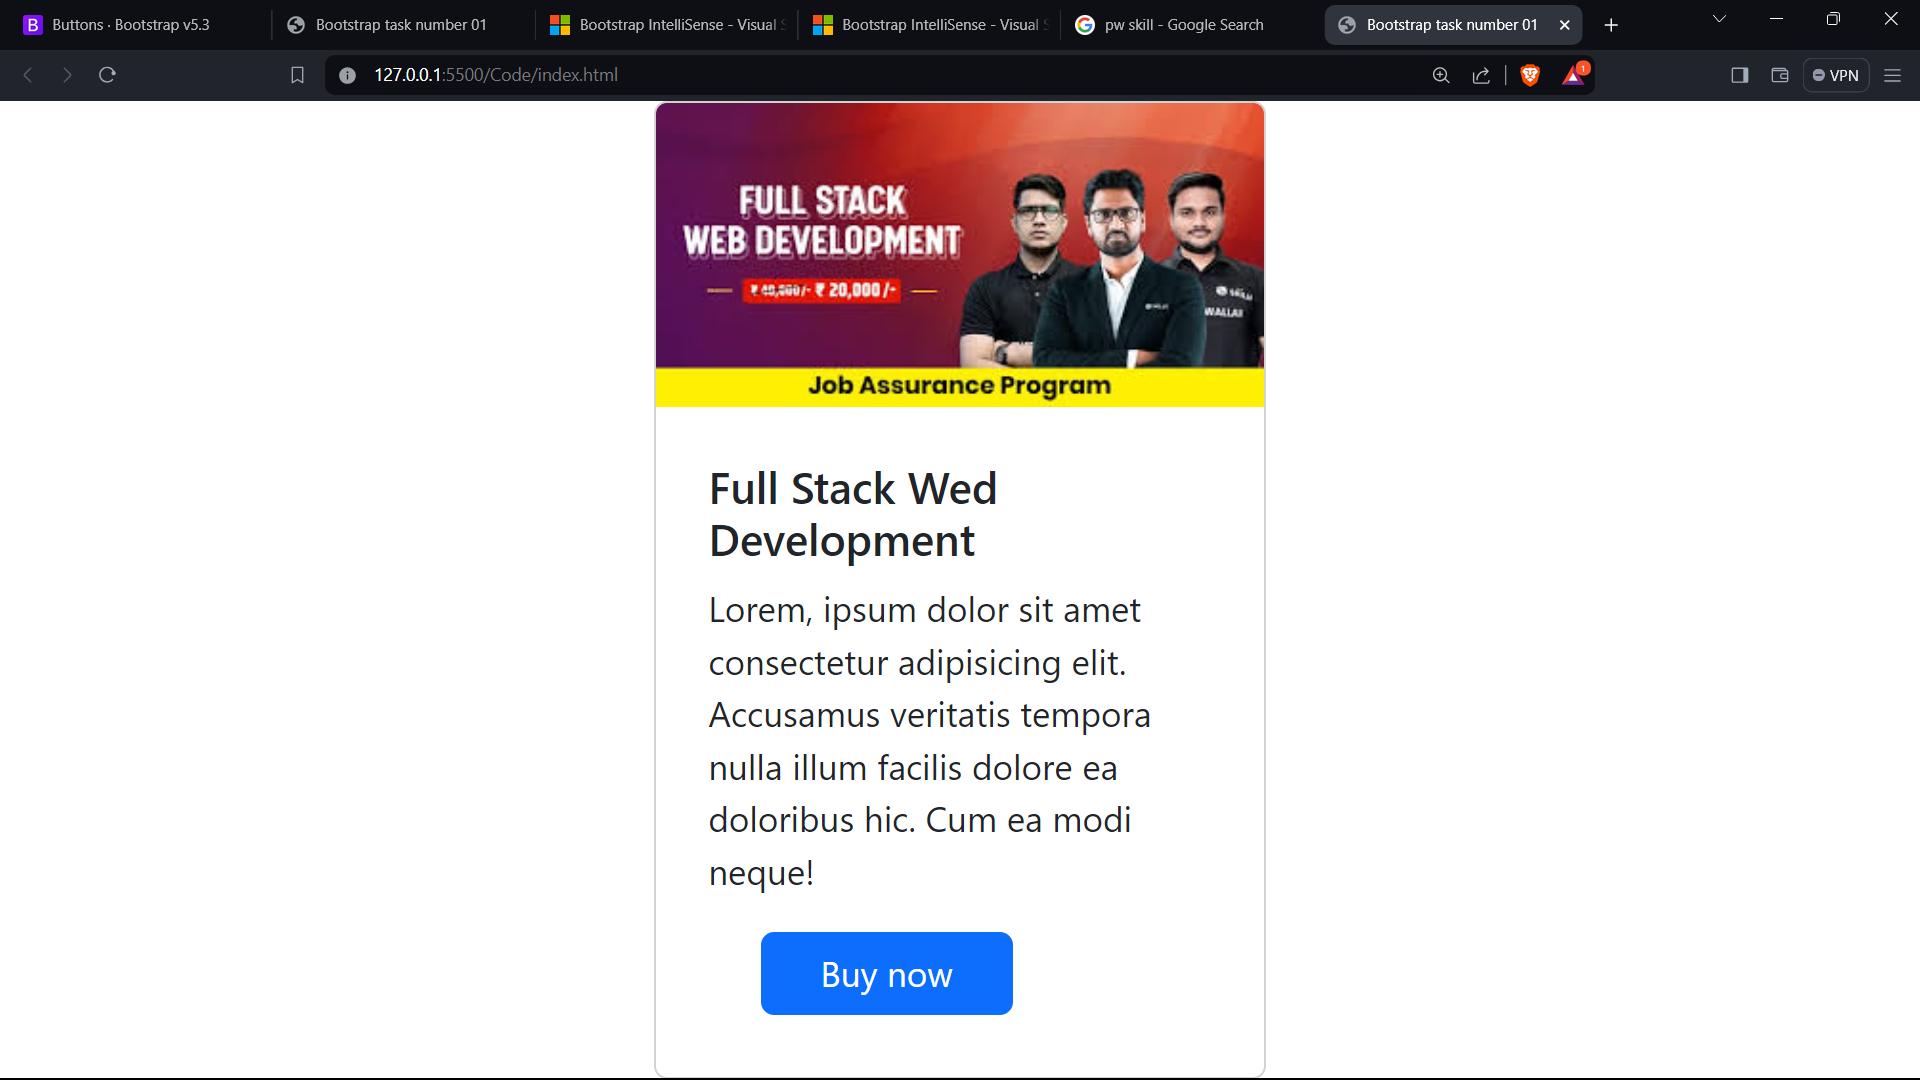 Buttons · Bootstrap v5.3
Bootstrap task number 01
Bootstrap IntelliSense - Visual S
Bootstrap IntelliSense - Visual S
pw skill - Google Search
Bootstrap task number 01
127.0.0.1:5500/Code/index.html
1
VPN
FULL STACK
WEB DEVELOPMENT
₹ 20,000 /-
WALLAH
Job Assurance Program
Full Stack Wed
Development
Lorem, ipsum dolor sit amet
consectetur adipisicing elit.
Accusamus veritatis tempora
nulla illum facilis dolore ea
doloribus hic. Cum ea modi
neque!
Buy now